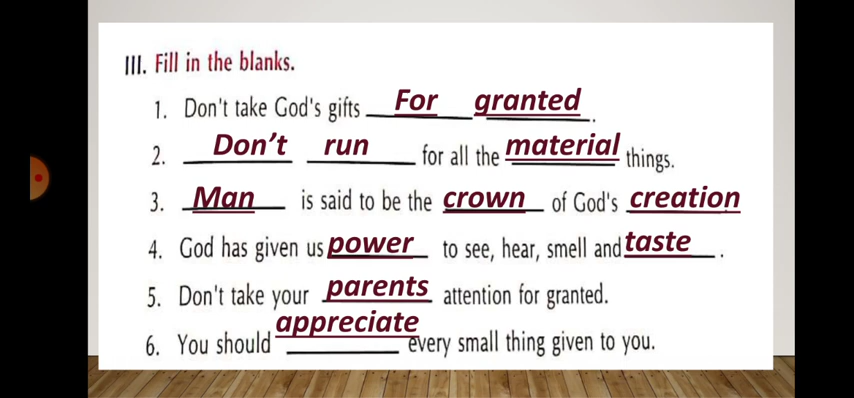 III. Fill in the blanks.
1. Don't take God's gifts For granted.
2. Don't run for all the material things.
3. Man is said to be the crown of God's creation
4. God has given us power to see, hear, smell and taste.
5. Don't take your parents attention for granted.
6. You should appreciate every small thing given to you.